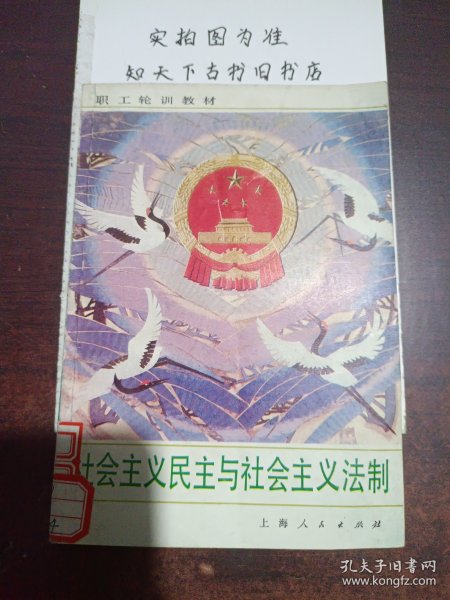 实拍图为准
知天下古书旧书店
职工轮训教材
社会主义民主与社会主义法制
上海人民出版社
4
孔夫子旧书网
www.kongfz.com